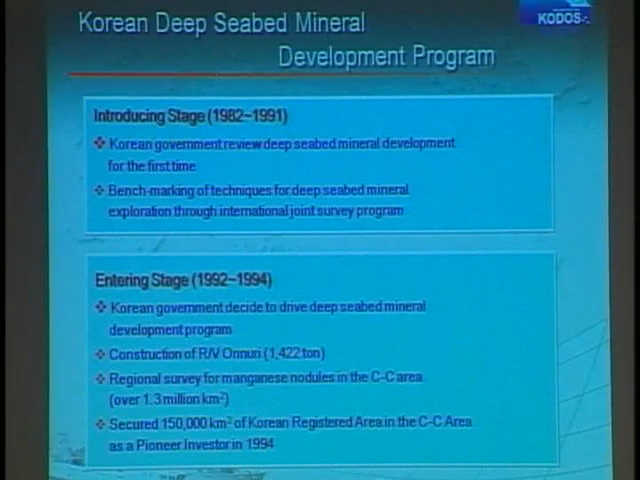 Korean Deep Seabed Mineral
Development Program
KODOS
Introducing Stage (1982~1991)
❖ Korean government review deep seabed mineral development
for the first time
❖ Bench-marking of techniques for deep seabed mineral
exploration through international joint survey program
Entering Stage (1992~1994)
❖ Korean government decide to drive deep seabed mineral
development program
❖ Construction of R/V Onnuri (1,422 ton)
❖ Regional survey for manganese nodules in the C-C area
(over 1.3 million km²)
❖ Secured 150,000 km² of Korean Registered Area in the C-C Area
as a Pioneer Investor in 1994